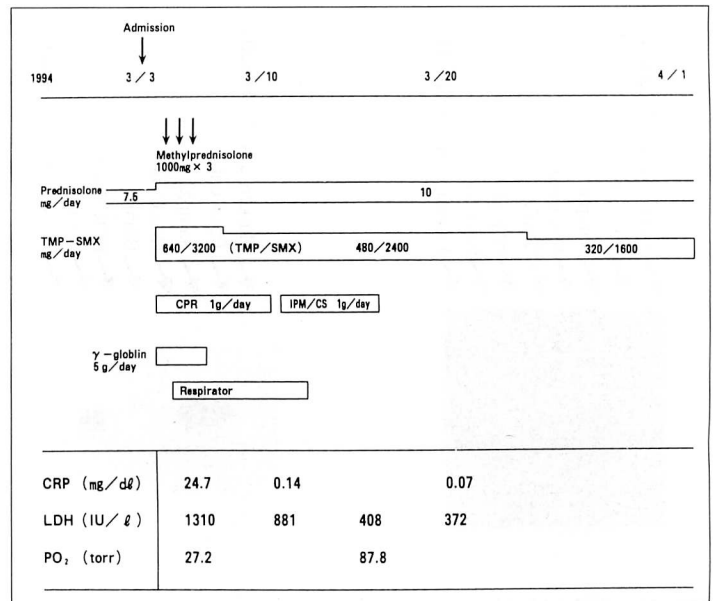 Admission
1994 3/3 3/10 3/20 4/1
Methylprednisolone
1000mg × 3
Prednisolone 7.5 10
mg/day
TMP-SMX 640/3200 (TMP/SMX) 480/2400 320/1600
mg/day
CPR 1g/day IPM/CS 1g/day
γ-globlin
5g/day
Respirator
CRP (mg/dℓ) 24.7 0.14 0.07
LDH (IU/ℓ) 1310 881 408 372
PO₂ (torr) 27.2 87.8